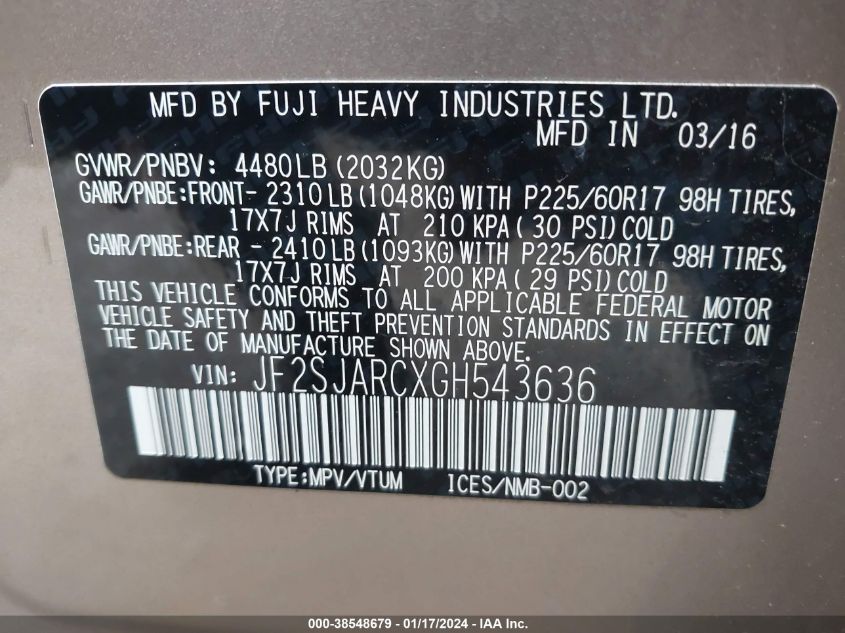 MFD BY FUJI HEAVY INDUSTRIES LTD.
MFD IN 03/16
GVWR/PNBV: 4480LB (2032KG)
GAWR/PNBE:FRONT- 2310LB (1048KG) WITH P225/60R17 98H TIRES,
17X7J RIMS AT 210 KPA( 30 PSI) COLD
GAWR/PNBE:REAR - 2410LB (1093KG) WITH P225/60R17 98H TIRES,
17X7J RIMS AT 200 KPA( 29 PSI) COLD
THIS VEHICLE CONFORMS TO ALL APPLICABLE FEDERAL MOTOR
VEHICLE SAFETY AND THEFT PREVENTION STANDARDS IN EFFECT ON
THE DATE OF MANUFACTURE SHOWN ABOVE.
VIN: JF2SJARCXGH543636
TYPE:MPV/VTUM ICES/NMB-002
000-38548679 - 01/17/2024 - IAA Inc.